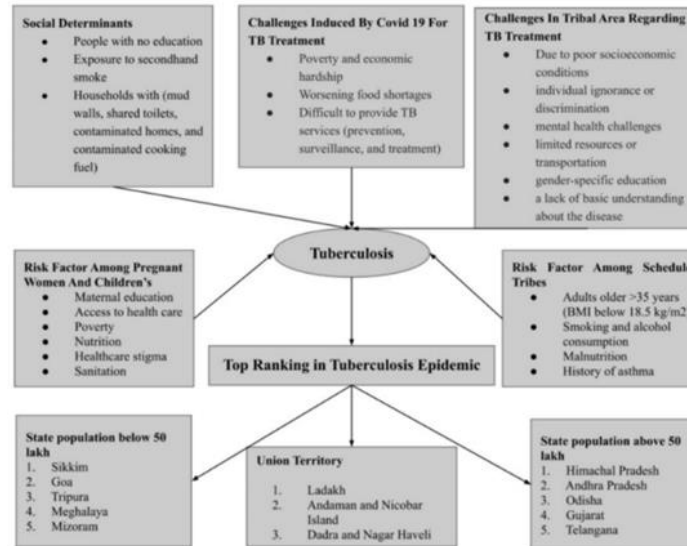 Social Determinants
People with no education
Exposure to secondhand
smoke
Households with (mud
walls, shared toilets,
contaminated homes, and
contaminated cooking
fuel)
Challenges Induced By Covid 19 For
TB Treatment
Poverty and economic
hardship
Worsening food shortages
Difficult to provide TB
services (prevention,
surveillance, and treatment)
Challenges In Tribal Area Regarding
TB Treatment
Due to poor socioeconomic
conditions
individual ignorance or
discrimination
mental health challenges
limited resources or
transportation
gender-specific education
a lack of basic understanding
about the disease
Tuberculosis
Risk Factor Among Pregnant
Women And Children's
Maternal education
Access to health care
Poverty
Nutrition
Healthcare stigma
Sanitation
Risk Factor Among Schedule
Tribes
Adults older >35 years
(BMI below 18.5 kg/m2
Smoking and alcohol
consumption
Malnutrition
History of asthma
Top Ranking in Tuberculosis Epidemic
State population below 50
lakh
1. Sikkim
2. Goa
3. Tripura
4. Meghalaya
5. Mizoram
Union Territory
1. Ladakh
2. Andaman and Nicobar
Island
3. Dadra and Nagar Haveli
State population above 50
lakh
1. Himachal Pradesh
2. Andhra Pradesh
3. Odisha
4. Gujarat
5. Telangana